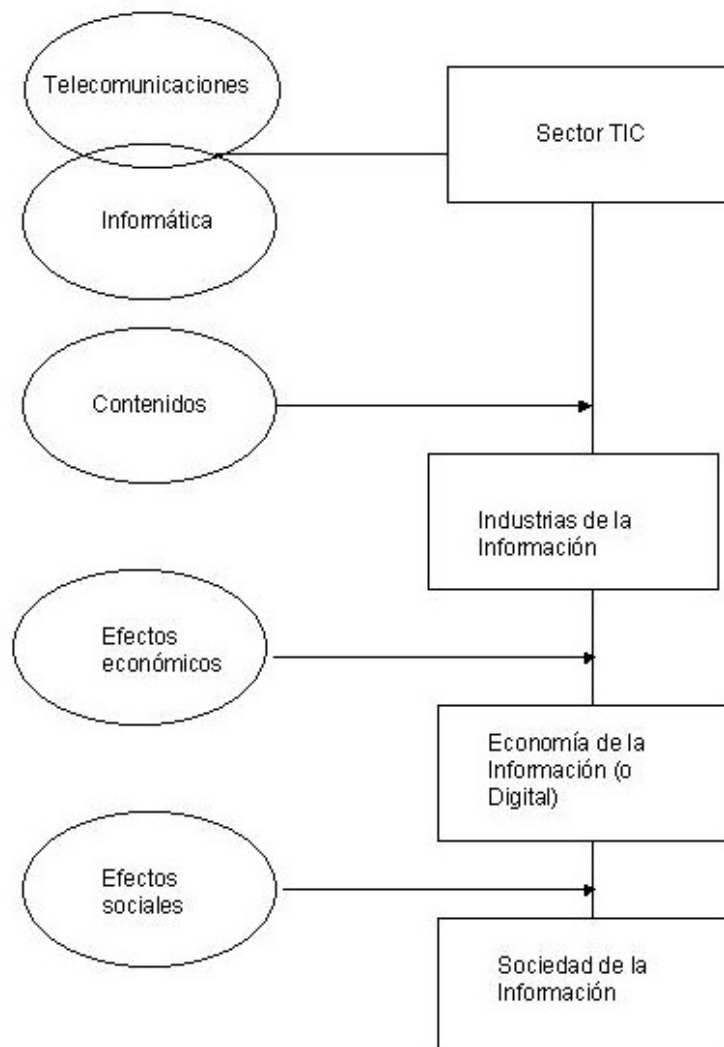 Telecomunicaciones
Sector TIC
Informática
Contenidos
Industrias de la
Información
Efectos
económicos
Economía de la
Información (o
Digital)
Efectos
sociales
Sociedad de la
Información